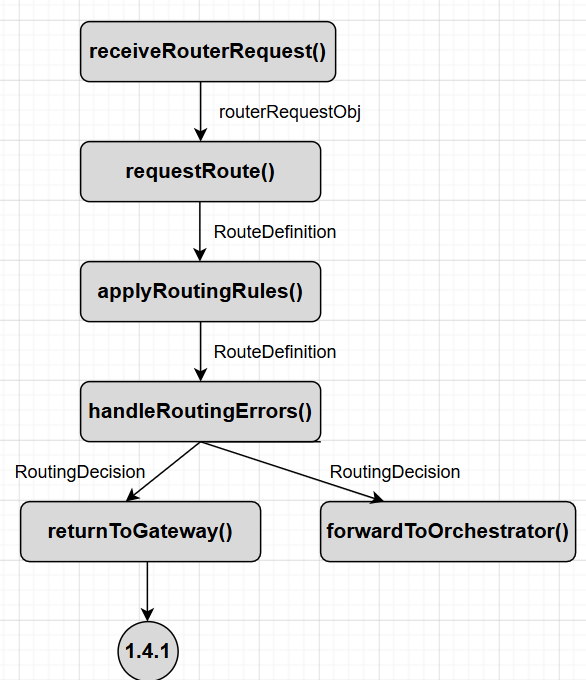 receiveRouterRequest()
routerRequestObj
requestRoute()
RouteDefinition
applyRoutingRules()
RouteDefinition
handleRoutingErrors()
RoutingDecision
RoutingDecision
returnToGateway()
forwardToOrchestrator()
1.4.1